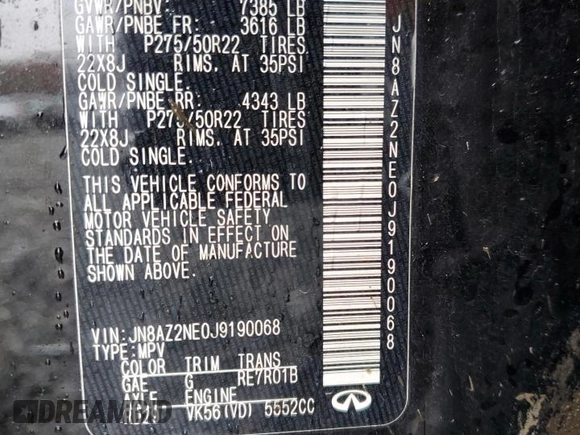 GVWR/PNBV: 7385 LB
GAWR/PNBE FR: 3616 LB
WITH P275/50R22 TIRES
22X8J RIMS, AT 35PSI
COLD SINGLE.
GAWR/PNBE RR: 4343 LB
WITH P275/50R22 TIRES
22X8J RIMS, AT 35PSI
COLD SINGLE.
THIS VEHICLE CONFORMS TO
ALL APPLICABLE FEDERAL
MOTOR VEHICLE SAFETY
STANDARDS IN EFFECT ON
THE DATE OF MANUFACTURE
SHOWN ABOVE.
VIN:JN8AZ2NE0J9190068
TYPE:MPV
COLOR TRIM TRANS
GAE G RE7R01B
AXLE ENGINE
VK56(VD) 5552CC
JN8AZ2NE0J9190068
DREAMBID